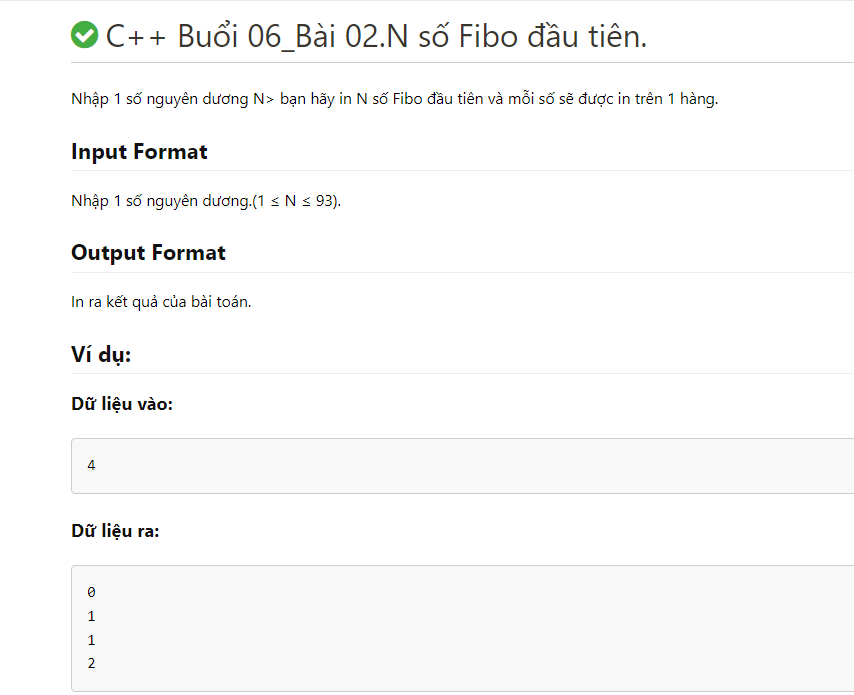 C++ Buổi 06_Bài 02.N số Fibo đầu tiên.
Nhập 1 số nguyên dương N> bạn hãy in N số Fibo đầu tiên và mỗi số sẽ được in trên 1 hàng.
Input Format
Nhập 1 số nguyên dương.(1 ≤ N ≤ 93).
Output Format
In ra kết quả của bài toán.
Ví dụ:
Dữ liệu vào:
4
Dữ liệu ra:
0
1
1
2